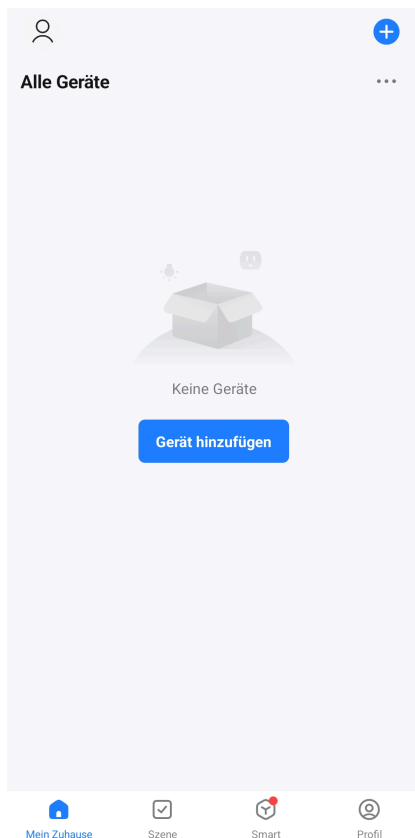 Alle Geräte
Keine Geräte
Gerät hinzufügen
Mein Zuhause
Szene
Smart
Profil